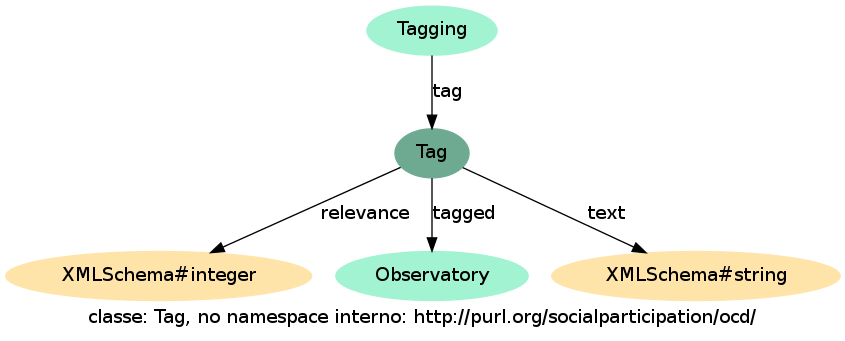 Tagging
tag
Tag
relevance
tagged
text
XMLSchema#integer
Observatory
XMLSchema#string
classe: Tag, no namespace interno: http://purl.org/socialparticipation/ocd/